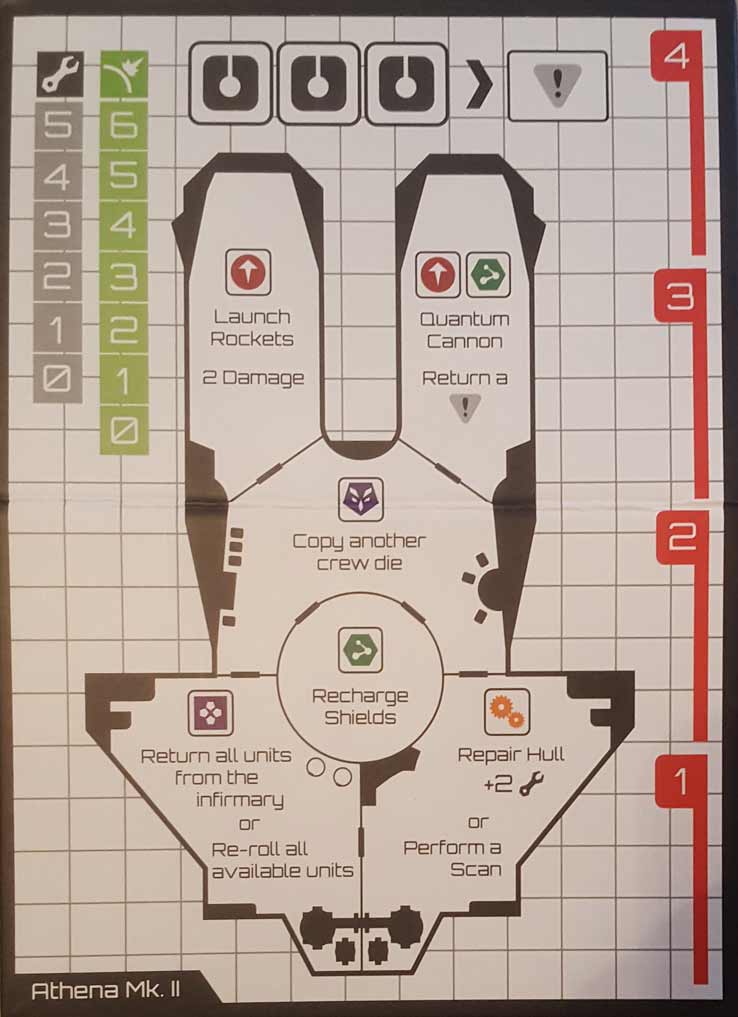 5
4
3
2
1
0
6
5
4
3
2
1
0
!
4
3
2
1
Launch
Rockets
2 Damage
Quantum
Cannon
Return a
!
Copy another
crew die
Recharge
Shields
Return all units
from the
infirmary
or
Re-roll all
available units
Repair Hull
+2
or
Perform a
Scan
Athena Mk. II